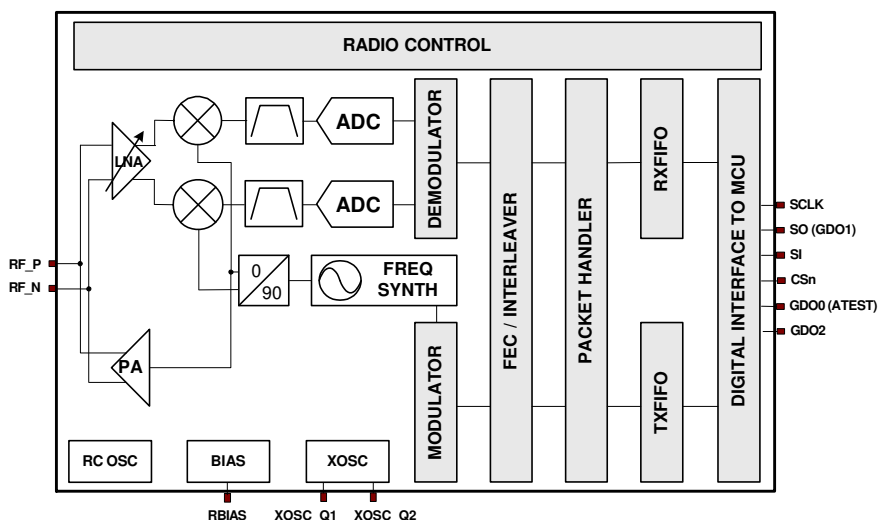 RADIO CONTROL
LNA
ADC
ADC
DEMODULATOR
FEC / INTERLEAVER
PACKET HANDLER
RXFIFO
DIGITAL INTERFACE TO MCU
SCLK
SO (GDO1)
SI
CSn
GDO0 (ATEST)
GDO2
RF_P
RF_N
0
90
FREQ
SYNTH
PA
MODULATOR
TXFIFO
RC OSC
BIAS
XOSC
RBIAS
XOSC_Q1
XOSC_Q2